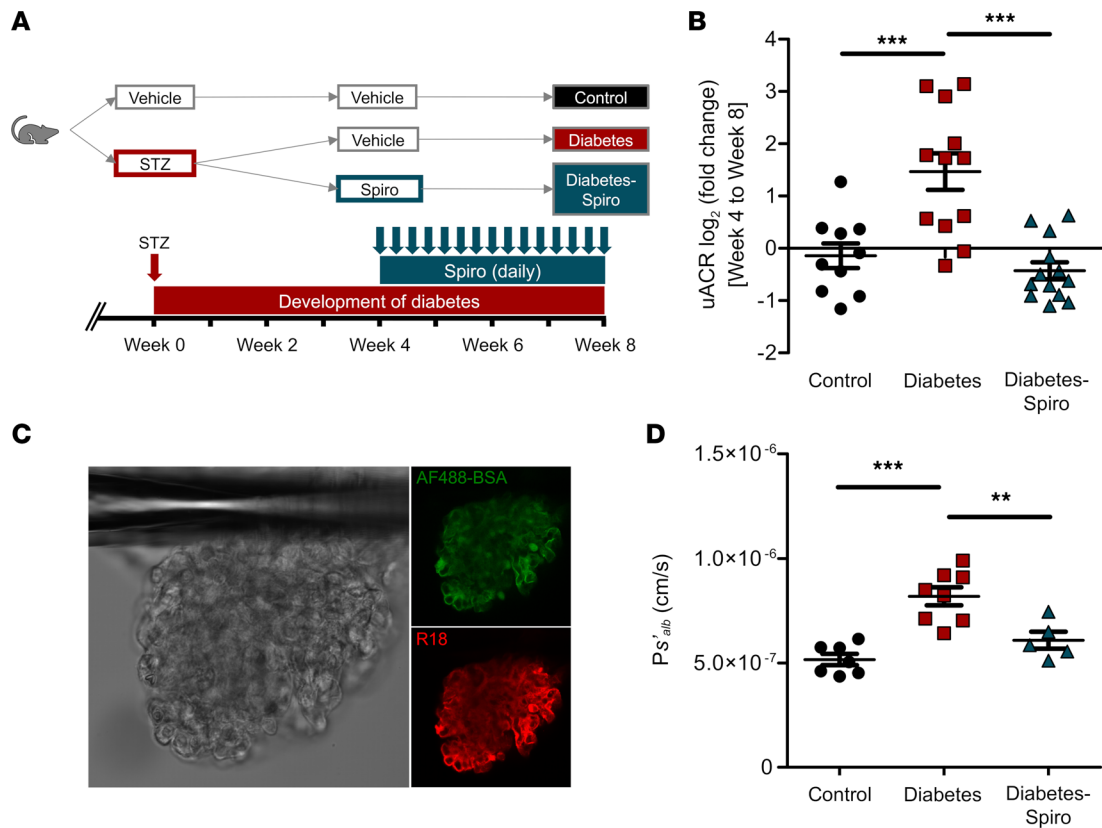 A
Vehicle
Vehicle
Control
STZ
Vehicle
Diabetes
Spiro
Diabetes-
Spiro
STZ
Spiro (daily)
Development of diabetes
Week 0
Week 2
Week 4
Week 6
Week 8
B
***
***
uACR log₂ (fold change)
[Week 4 to Week 8]
4
3
2
1
0
-1
-2
Control
Diabetes
Diabetes-
Spiro
C
AF488-BSA
R18
D
***
**
Ps'alb (cm/s)
1.5×10⁻⁶
1.0×10⁻⁶
5.0×10⁻⁷
0
Control
Diabetes
Diabetes-
Spiro